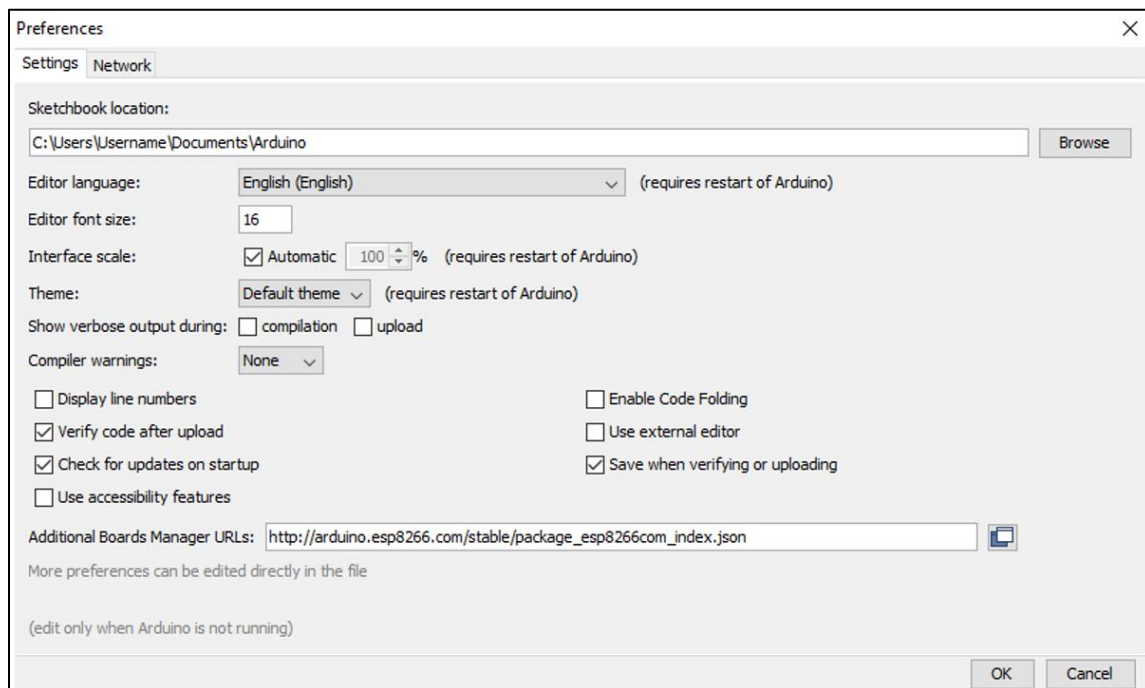 Preferences
Settings Network
Sketchbook location:
C:\Users\Username\Documents\Arduino Browse
Editor language: English (English) (requires restart of Arduino)
Editor font size: 16
Interface scale: Automatic 100 % (requires restart of Arduino)
Theme: Default theme (requires restart of Arduino)
Show verbose output during: compilation upload
Compiler warnings: None
Display line numbers Enable Code Folding
Verify code after upload Use external editor
Check for updates on startup Save when verifying or uploading
Use accessibility features
Additional Boards Manager URLs: http://arduino.esp8266.com/stable/package_esp8266com_index.json
More preferences can be edited directly in the file
(edit only when Arduino is not running)
OK Cancel